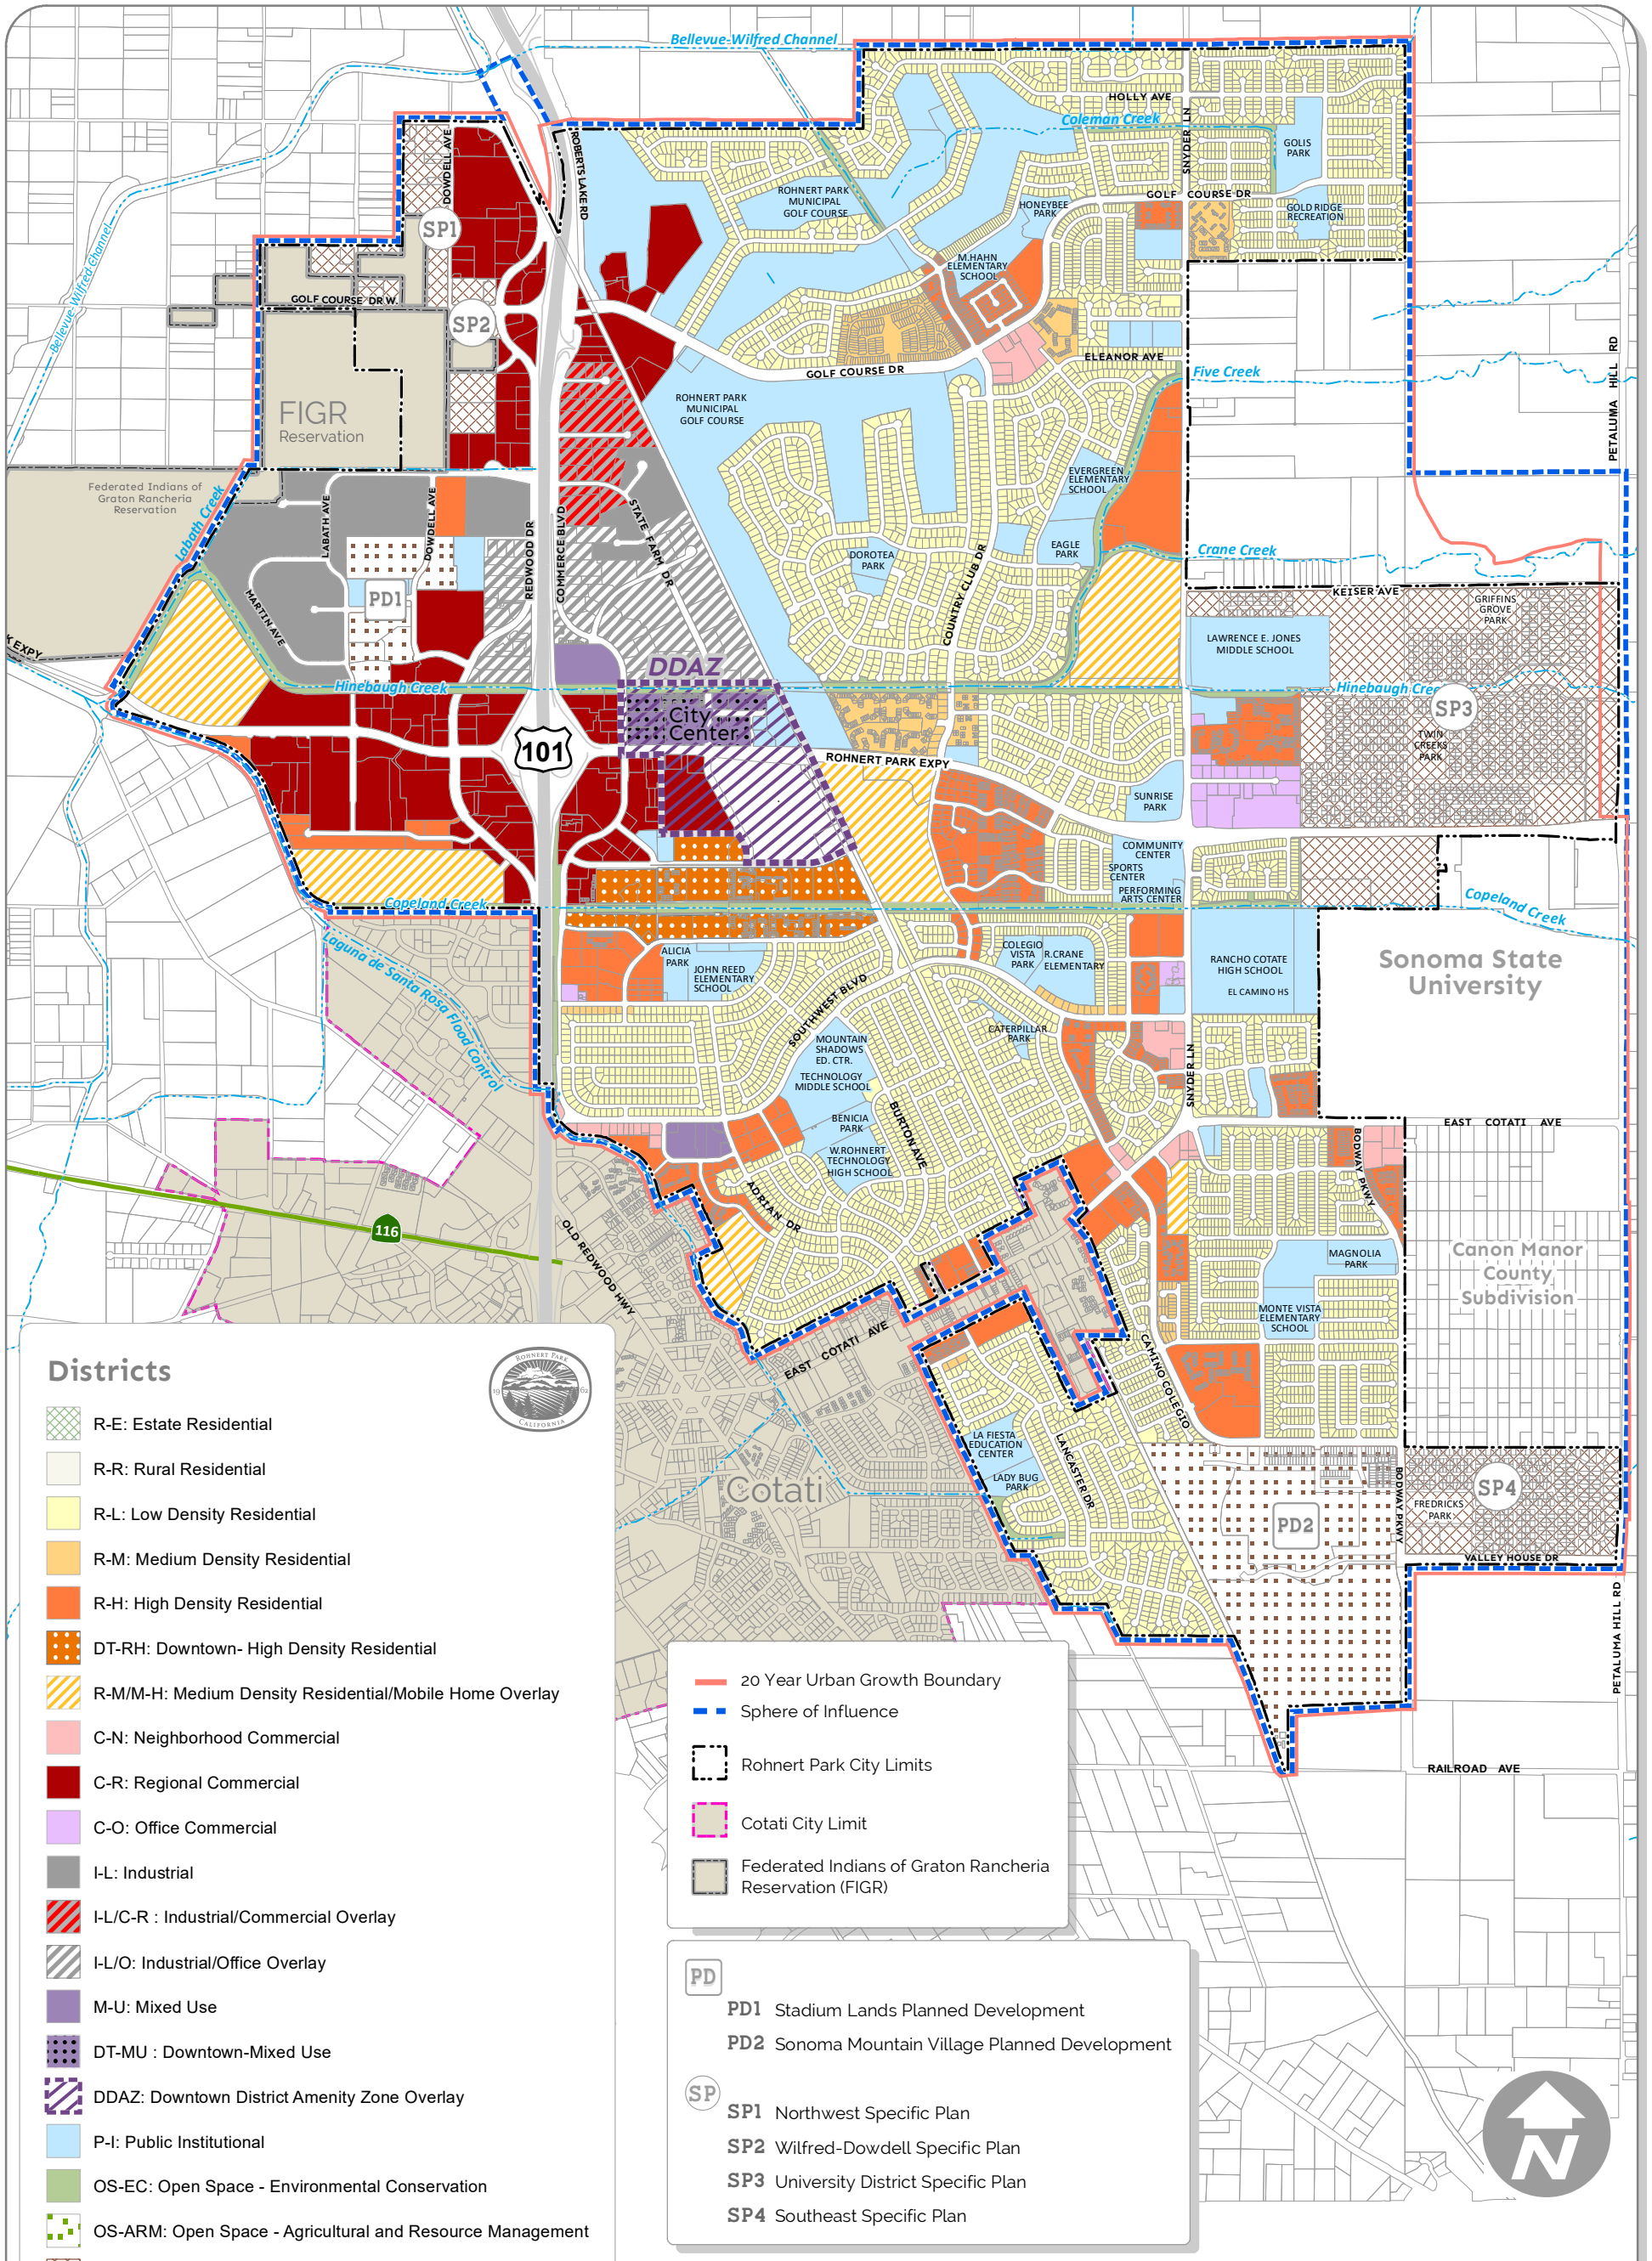 Bellevue-Wilfred Channel
HOLLY AVE
Coleman Creek
SNYDER LN
GOLIS
PARK
DOWDELL AVE
ROBERTS LAKE RD
ROHNERT PARK
MUNICIPAL
GOLF COURSE
HONEYBEE
PARK
GOLF COURSE DR
GOLD RIDGE
RECREATION
SP1
Bellevue-Wilfred Channel
M.HAHN
ELEMENTARY
SCHOOL
GOLF COURSE DR W.
SP2
ELEANOR AVE
GOLF COURSE DR
Five Creek
PETALUMA HILL RD
FIGR
Reservation
ROHNERT PARK
MUNICIPAL
GOLF COURSE
Federated Indians of
Graton Rancheria
Reservation
EVERGREEN
ELEMENTARY
SCHOOL
Labath Creek
LABATH AVE
DOWDELL AVE
REDWOOD DR
COMMERCE BLVD
STATE FARM DR
DOROTEA
PARK
EAGLE
PARK
Crane Creek
COUNTRY CLUB DR
KEISER AVE
GRIFFINS
GROVE
PARK
PD1
MARTIN AVE
K EXPY
LAWRENCE E. JONES
MIDDLE SCHOOL
DDAZ
Hinebaugh Creek
Hinebaugh Cree
SP3
City
Center
101
TWIN
CREEKS
PARK
ROHNERT PARK EXPY
SUNRISE
PARK
COMMUNITY
CENTER
SPORTS
CENTER
PERFORMING
ARTS CENTER
Copeland Creek
Copeland Creek
Laguna de Santa Rosa Flood Control
ALICIA
PARK
JOHN REED
ELEMENTARY
SCHOOL
COLEGIO
VISTA
PARK
R.CRANE
ELEMENTARY
RANCHO COTATE
HIGH SCHOOL
EL CAMINO HS
Sonoma State
University
SOUTHWEST BLVD
CATERPILLAR
PARK
MOUNTAIN
SHADOWS
ED. CTR.
TECHNOLOGY
MIDDLE SCHOOL
SNYDER LN
BENICIA
PARK
BURTON AVE
W.ROHNERT
TECHNOLOGY
HIGH SCHOOL
EAST COTATI AVE
BODWAY PKWY
116
ADRIAN DR
OLD REDWOOD HWY
MAGNOLIA
PARK
Canon Manor
County
Subdivision
MONTE VISTA
ELEMENTARY
SCHOOL
EAST COTATI AVE
CAMINO COLEGIO
LA FIESTA
EDUCATION
CENTER
LANCASTER DR
LADY BUG
PARK
Cotati
PD2
BODWAY PKWY
SP4
FREDRICKS
PARK
VALLEY HOUSE DR
PETALUMA HILL RD
RAILROAD AVE
Districts
ROHNERT PARK
1962
CALIFORNIA
R-E: Estate Residential
R-R: Rural Residential
R-L: Low Density Residential
R-M: Medium Density Residential
R-H: High Density Residential
DT-RH: Downtown- High Density Residential
R-M/M-H: Medium Density Residential/Mobile Home Overlay
C-N: Neighborhood Commercial
C-R: Regional Commercial
C-O: Office Commercial
I-L: Industrial
I-L/C-R : Industrial/Commercial Overlay
I-L/O: Industrial/Office Overlay
M-U: Mixed Use
DT-MU : Downtown-Mixed Use
DDAZ: Downtown District Amenity Zone Overlay
P-I: Public Institutional
OS-EC: Open Space - Environmental Conservation
OS-ARM: Open Space - Agricultural and Resource Management
20 Year Urban Growth Boundary
Sphere of Influence
Rohnert Park City Limits
Cotati City Limit
Federated Indians of Graton Rancheria
Reservation (FIGR)
PD
PD1 Stadium Lands Planned Development
PD2 Sonoma Mountain Village Planned Development
SP
SP1 Northwest Specific Plan
SP2 Wilfred-Dowdell Specific Plan
SP3 University District Specific Plan
SP4 Southeast Specific Plan
N